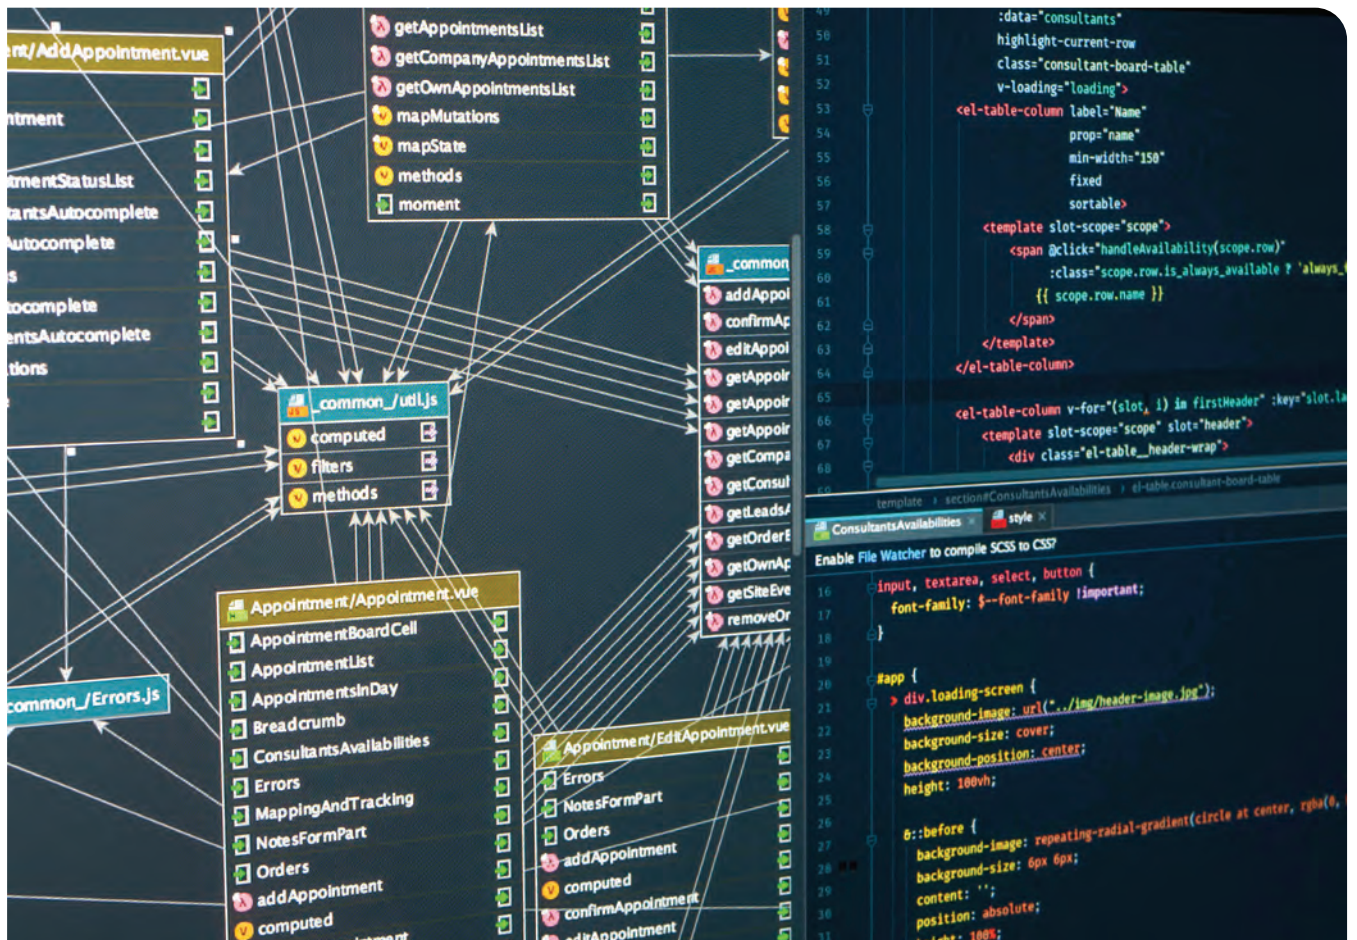 ent/AddAppointment.vue
ntment
tmentStatusList
tantsAutocomplete
Autocomplete
s
tocomplete
entsAutocomplete
tions
getAppointmentsList
getCompanyAppointmentsList
getOwnAppointmentsList
mapMutations
mapState
methods
moment
_common_/util.js
computed
filters
methods
common_/Errors.js
Appointment/Appointment.vue
AppointmentBoardCell
AppointmentList
AppointmentsInDay
Breadcrumb
ConsultantsAvailabilities
Errors
MappingAndTracking
NotesFormPart
Orders
addAppointment
computed
Appointment/EditAppointment.vue
Errors
NotesFormPart
Orders
addAppointment
computed
confirmAppointment
editAppointment
_common
addAppoi
confirmAp
editAppoi
getAppoir
getAppoir
getAppoir
getCompa
getConsul
getLeadsA
getOrderE
getOwnAp
getSiteEve
removeOr
49 :data="consultants"
50 highlight-current-row
51 class="consultant-board-table"
52 v-loading="loading">
53 <el-table-column label="Name"
54 prop="name"
55 min-width="150"
56 fixed
57 sortable>
58 <template slot-scope="scope">
59 <span @click="handleAvailability(scope.row)"
60 :class="scope.row.is_always_available ? 'always_
61 {{ scope.row.name }}
62 </span>
63 </template>
64 </el-table-column>
65
66 <el-table-column v-for="(slot, i) in firstHeader" :key="slot.la
67 <template slot-scope="scope" slot="header">
68 <div class="el-table__header-wrap">
69
template › section#ConsultantsAvailabilities › el-table.consultant-board-table
ConsultantsAvailabilities × style ×
Enable File Watcher to compile SCSS to CSS?
16 input, textarea, select, button {
17 font-family: $--font-family !important;
18 }
19
20 #app {
21 > div.loading-screen {
22 background-image: url("../img/header-image.jpg");
23 background-size: cover;
24 background-position: center;
25 height: 100vh;
26
27 &::before {
28 background-image: repeating-radial-gradient(circle at center, rgba(0,
29 background-size: 6px 6px;
30 content: '';
31 position: absolute;
height: 100%;